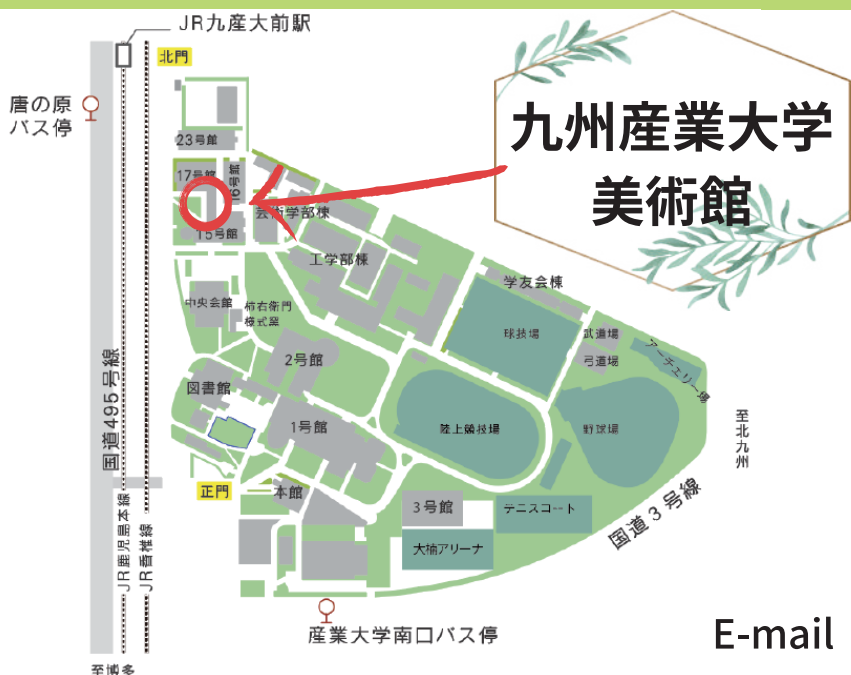 JR九産大前駅
北門
唐の原
バス停
九州産業大学
美術館
23号館
17号館
16号館
芸術学部棟
15号館
工学部棟
学友会棟
中央会館
柿右衛門
様式窯
球技場
武道場
弓道場
アーチェリー場
2号館
図書館
国道495号線
1号館
陸上競技場
野球場
至北九州
正門
本館
3号館
テニスコート
国道3号線
大楠アリーナ
JR鹿児島本線
JR香椎線
産業大学南口バス停
E-mail
至博多